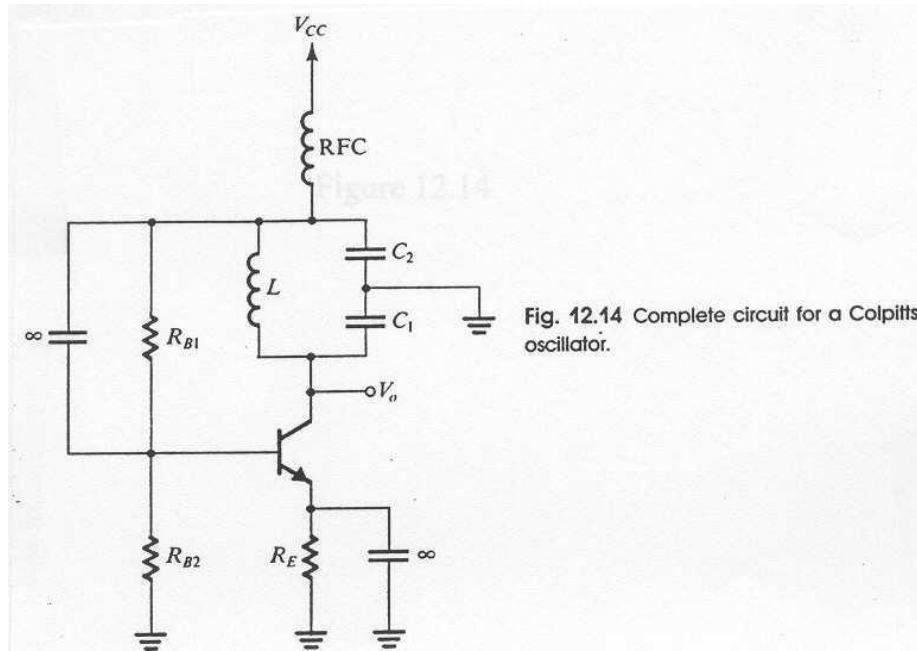 V_CC
RFC
Figure 12.14
C_2
L
C_1
∞
R_B1
Fig. 12.14 Complete circuit for a Colpitts
oscillator.
V_o
R_B2
R_E
∞